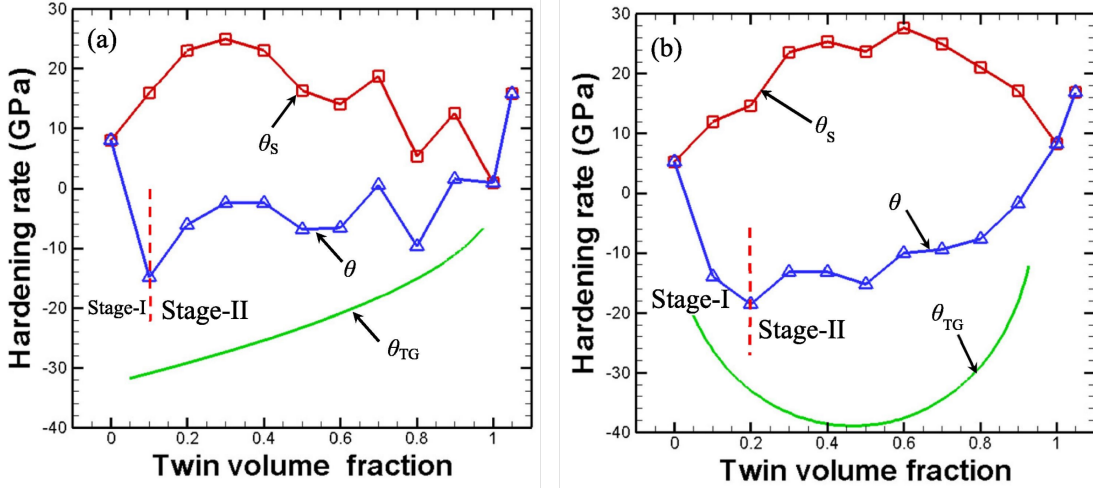 (a)
Hardening rate (GPa)
30
20
10
0
-10
-20
-30
-40
θS
θ
Stage-I
Stage-II
θTG
0
0.2
0.4
0.6
0.8
1
Twin volume fraction
(b)
Hardening rate (GPa)
30
20
10
0
-10
-20
-30
-40
θS
θ
Stage-I
Stage-II
θTG
0
0.2
0.4
0.6
0.8
1
Twin volume fraction